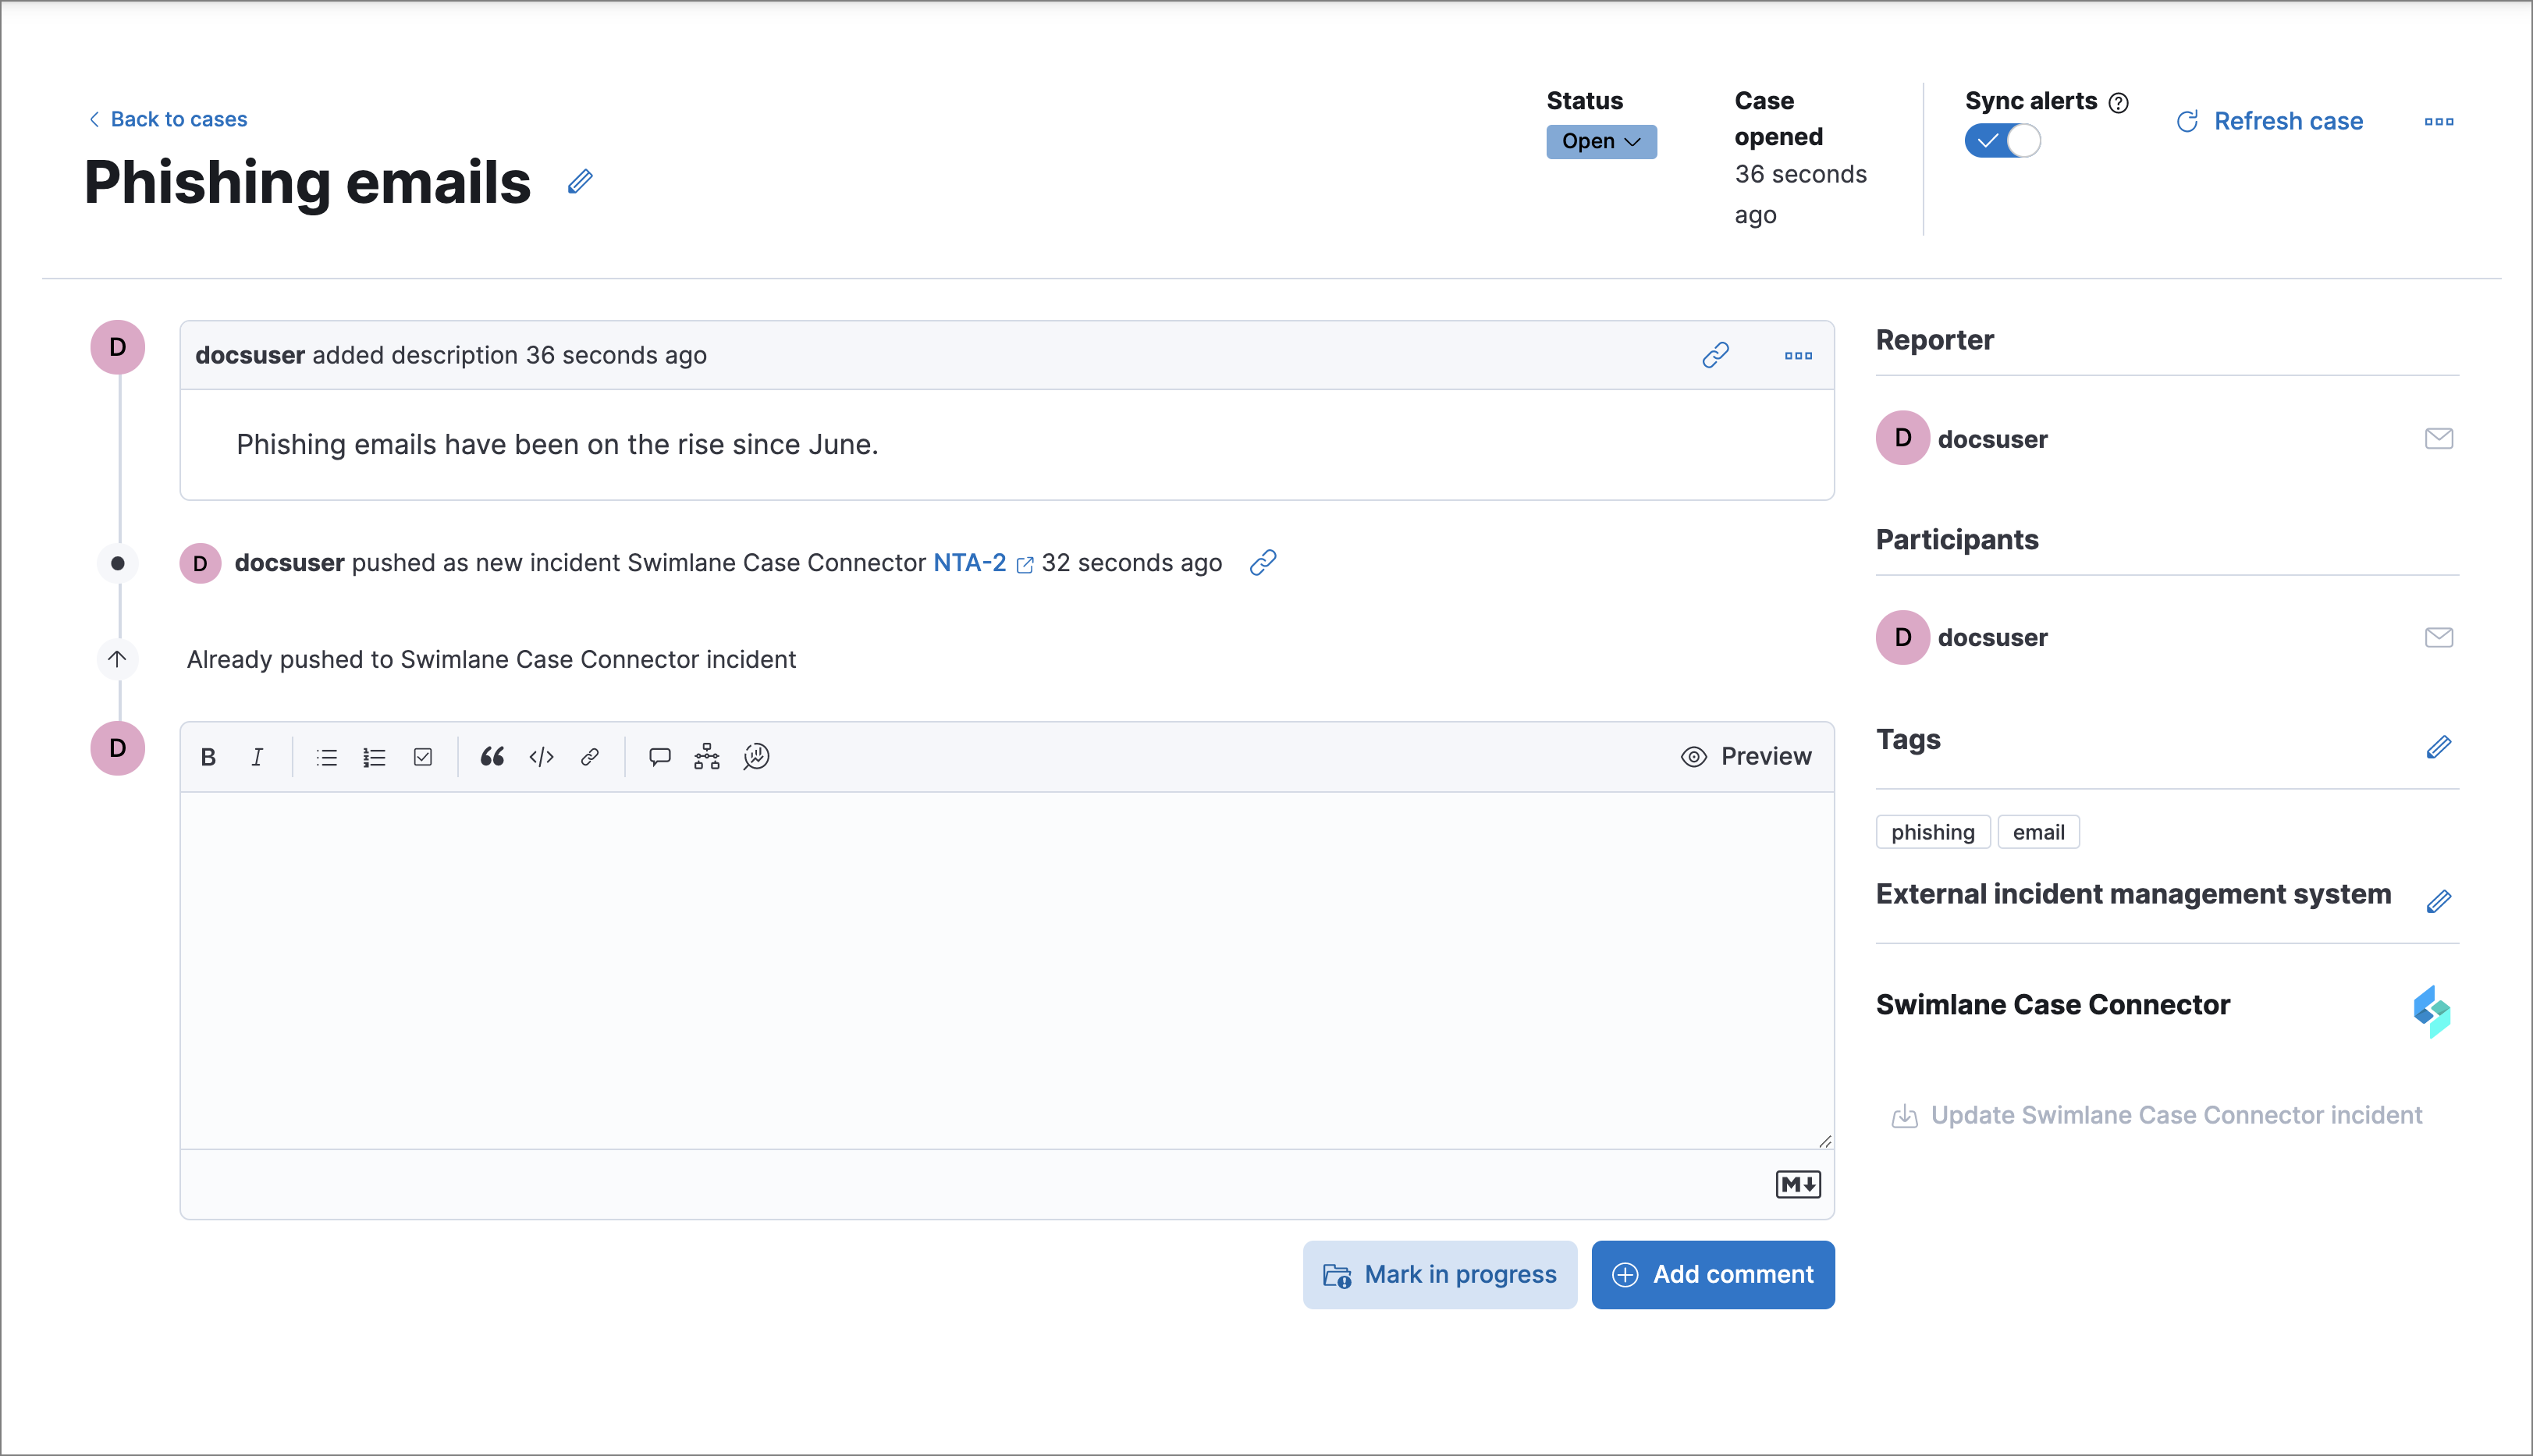 Back to cases
Phishing emails
Status
Open
Case
opened
36 seconds
ago
Sync alerts
Refresh case
D
docsuser added description 36 seconds ago
Phishing emails have been on the rise since June.
D docsuser pushed as new incident Swimlane Case Connector NTA-2 32 seconds ago
Already pushed to Swimlane Case Connector incident
D
B I
Preview
M
Mark in progress
Add comment
Reporter
D docsuser
Participants
D docsuser
Tags
phishing email
External incident management system
Swimlane Case Connector
Update Swimlane Case Connector incident